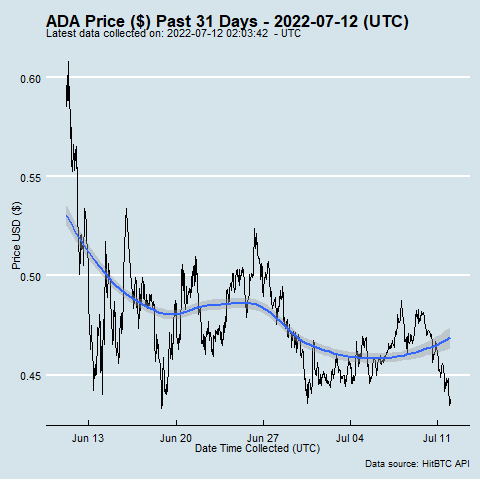 ADA Price ($) Past 31 Days - 2022-07-12 (UTC)
Latest data collected on: 2022-07-12 02:03:42  - UTC
0.60
0.55
0.50
0.45
Price USD ($)
Jun 13
Jun 20
Jun 27
Jul 04
Jul 11
Date Time Collected (UTC)
Data source: HitBTC API